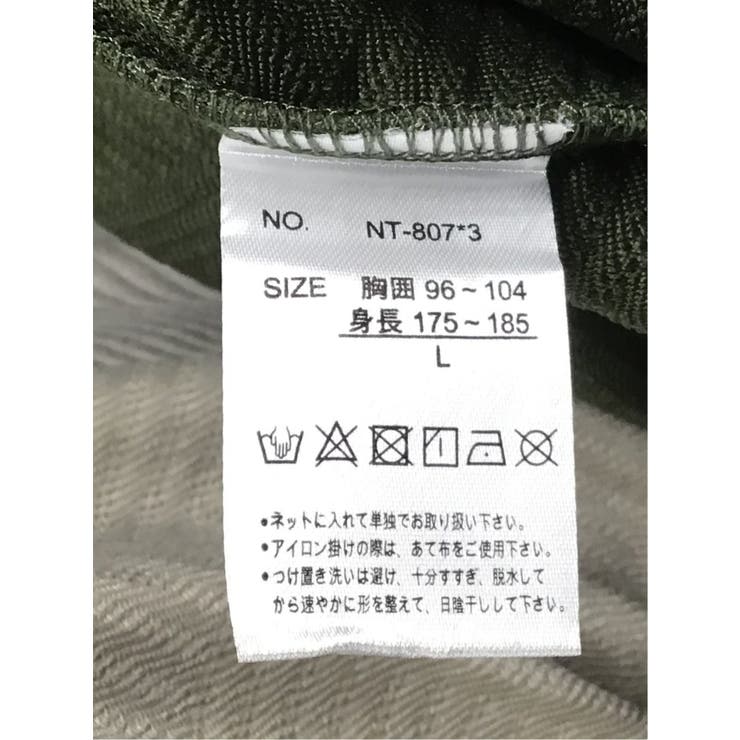 NO. NT-807*3
SIZE 胸囲 96～104
身長 175～185
L
•ネットに入れて単独でお取り扱い下さい。
•アイロン掛けの際は、あて布をご使用下さい。
•つけ置き洗いは避け、十分すすぎ、脱水して
から速やかに形を整えて、日陰干しして下さい。